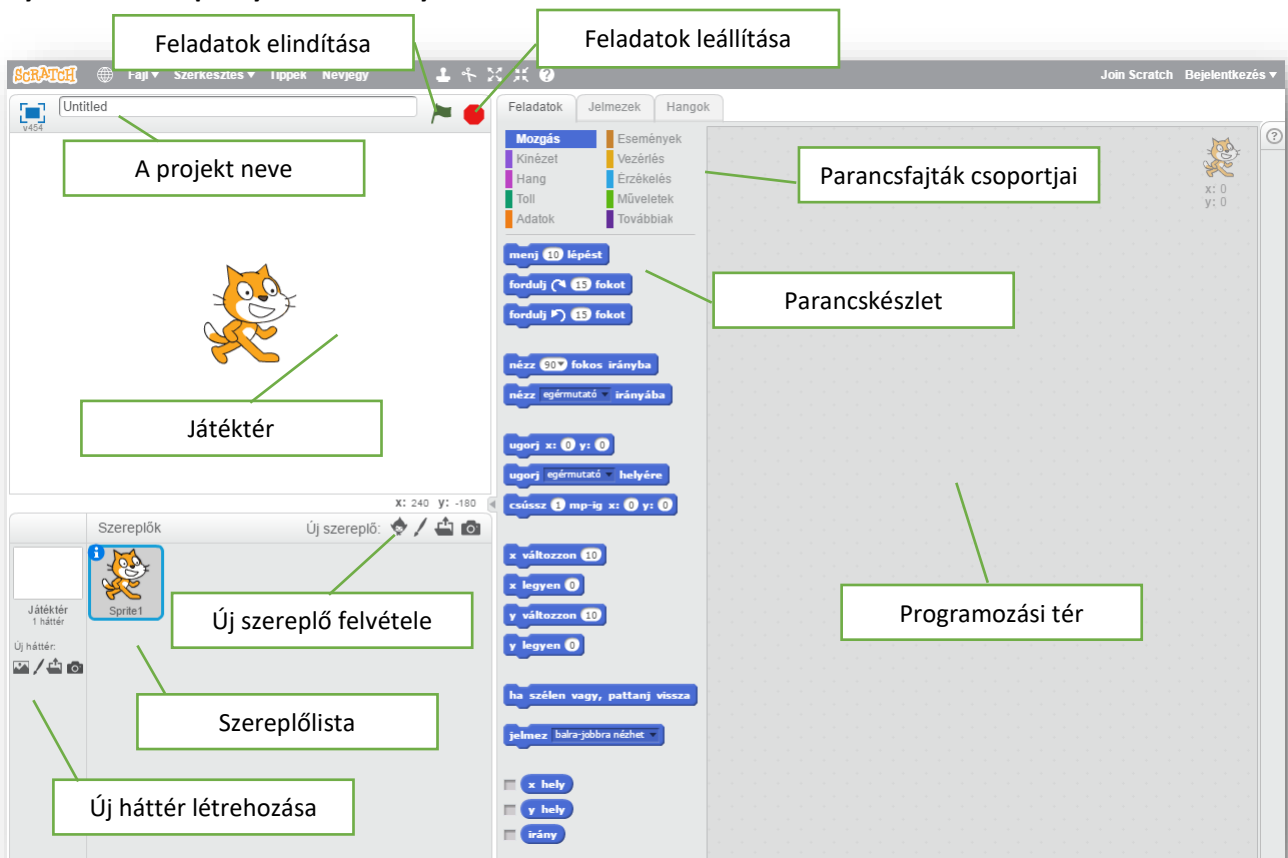 Feladatok elindítása
Feladatok leállítása
SCRATCH Fájl Szerkesztés Tippek Névjegy Join Scratch Bejelentkezés
Untitled
v454
A projekt neve
Játéktér
x: 240 y: -180
Szereplők Új szereplő:
Játéktér
1 háttér
Sprite1
Új háttér:
Új szereplő felvétele
Szereplőlista
Új háttér létrehozása
Feladatok Jelmezek Hangok
Mozgás Események
Kinézet Vezérlés
Hang Érzékelés
Toll Műveletek
Adatok Továbbiak
Parancsfajták csoportjai
menj 10 lépést
fordulj 15 fokot
fordulj 15 fokot
Parancskészlet
nézz 90 fokos irányba
nézz egérmutató irányába
ugorj x: 0 y: 0
ugorj egérmutató helyére
csússz 1 mp-ig x: 0 y: 0
x változzon 10
x legyen 0
y változzon 10
y legyen 0
ha szélen vagy, pattanj vissza
jelmez balra-jobbra nézhet
x hely
y hely
irány
x: 0
y: 0
Programozási tér